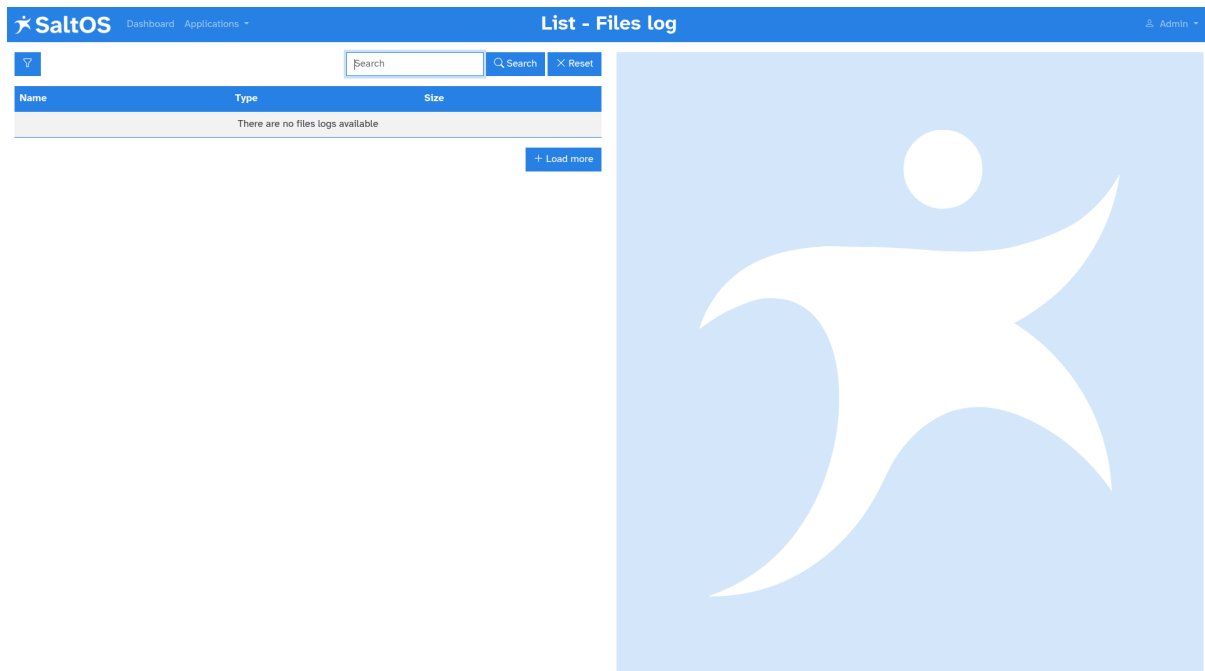 SaltOS Dashboard Applications List - Files log Admin
Search Search Reset
Name Type Size
There are no files logs available
Load more